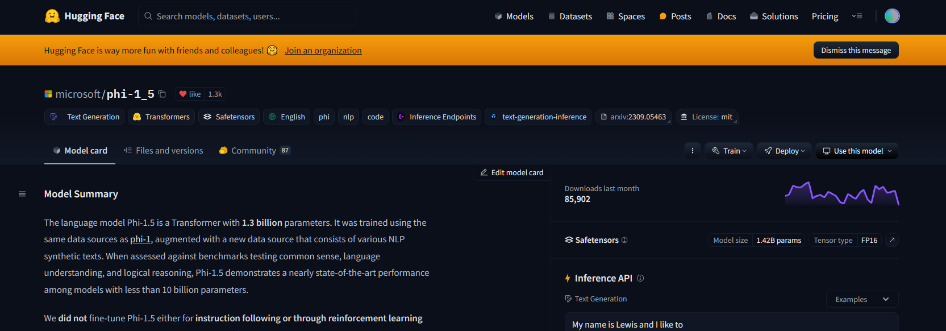 Hugging Face
Search models, datasets, users...
Models
Datasets
Spaces
Posts
Docs
Solutions
Pricing
Hugging Face is way more fun with friends and colleagues! 🤗 Join an organization
Dismiss this message
microsoft/phi-1_5
like 1.3k
Text Generation
Transformers
Safetensors
English
phi
nlp
code
Inference Endpoints
text-generation-inference
arxiv:2309.05463
License: mit
Model card
Files and versions
Community 87
Train
Deploy
Use this model
Edit model card
Model Summary
The language model Phi-1.5 is a Transformer with 1.3 billion parameters. It was trained using the
same data sources as phi-1, augmented with a new data source that consists of various NLP
synthetic texts. When assessed against benchmarks testing common sense, language
understanding, and logical reasoning, Phi-1.5 demonstrates a nearly state-of-the-art performance
among models with less than 10 billion parameters.
We did not fine-tune Phi-1.5 either for instruction following or through reinforcement learning
Downloads last month
85,902
Safetensors
Model size 1.42B params
Tensor type FP16
Inference API
Text Generation
Examples
My name is Lewis and I like to